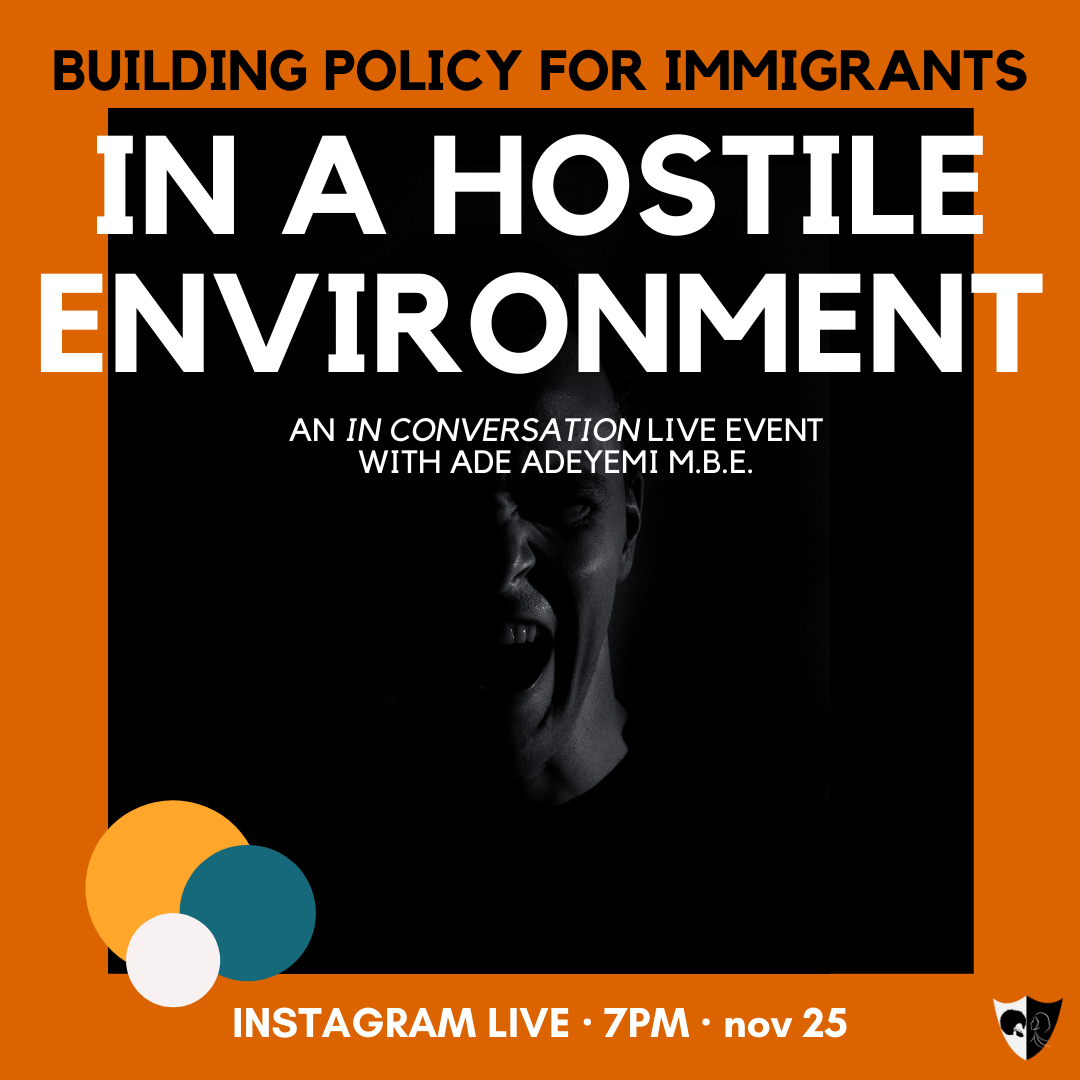 BUILDING POLICY FOR IMMIGRANTS
IN A HOSTILE
ENVIRONMENT
AN IN CONVERSATION LIVE EVENT
WITH ADE ADEYEMI M.B.E.
INSTAGRAM LIVE · 7PM · nov 25